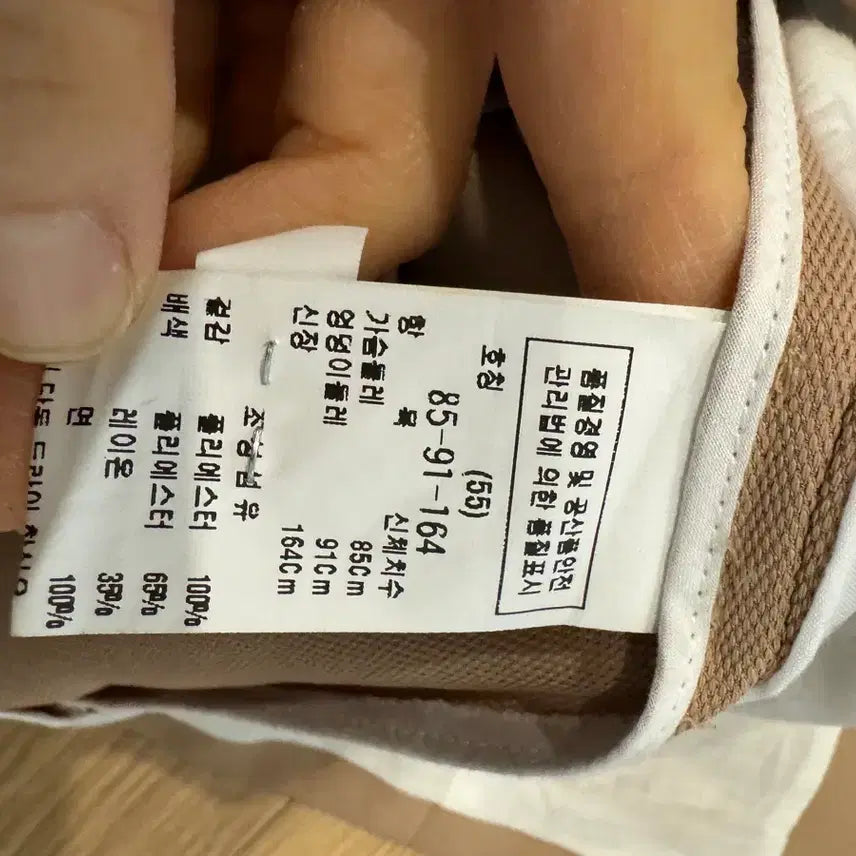 품질경영 및 공산품안전
관리법에 의한 품질표시
호칭 (55)
85-91-164
항 목 신체치수
가슴둘레 85Cm
엉덩이둘레 91Cm
신장 164Cm
조성섬유
겉감 폴리에스터 100%
배색 폴리에스터 65%
레이온 35%
면 100%
드라이